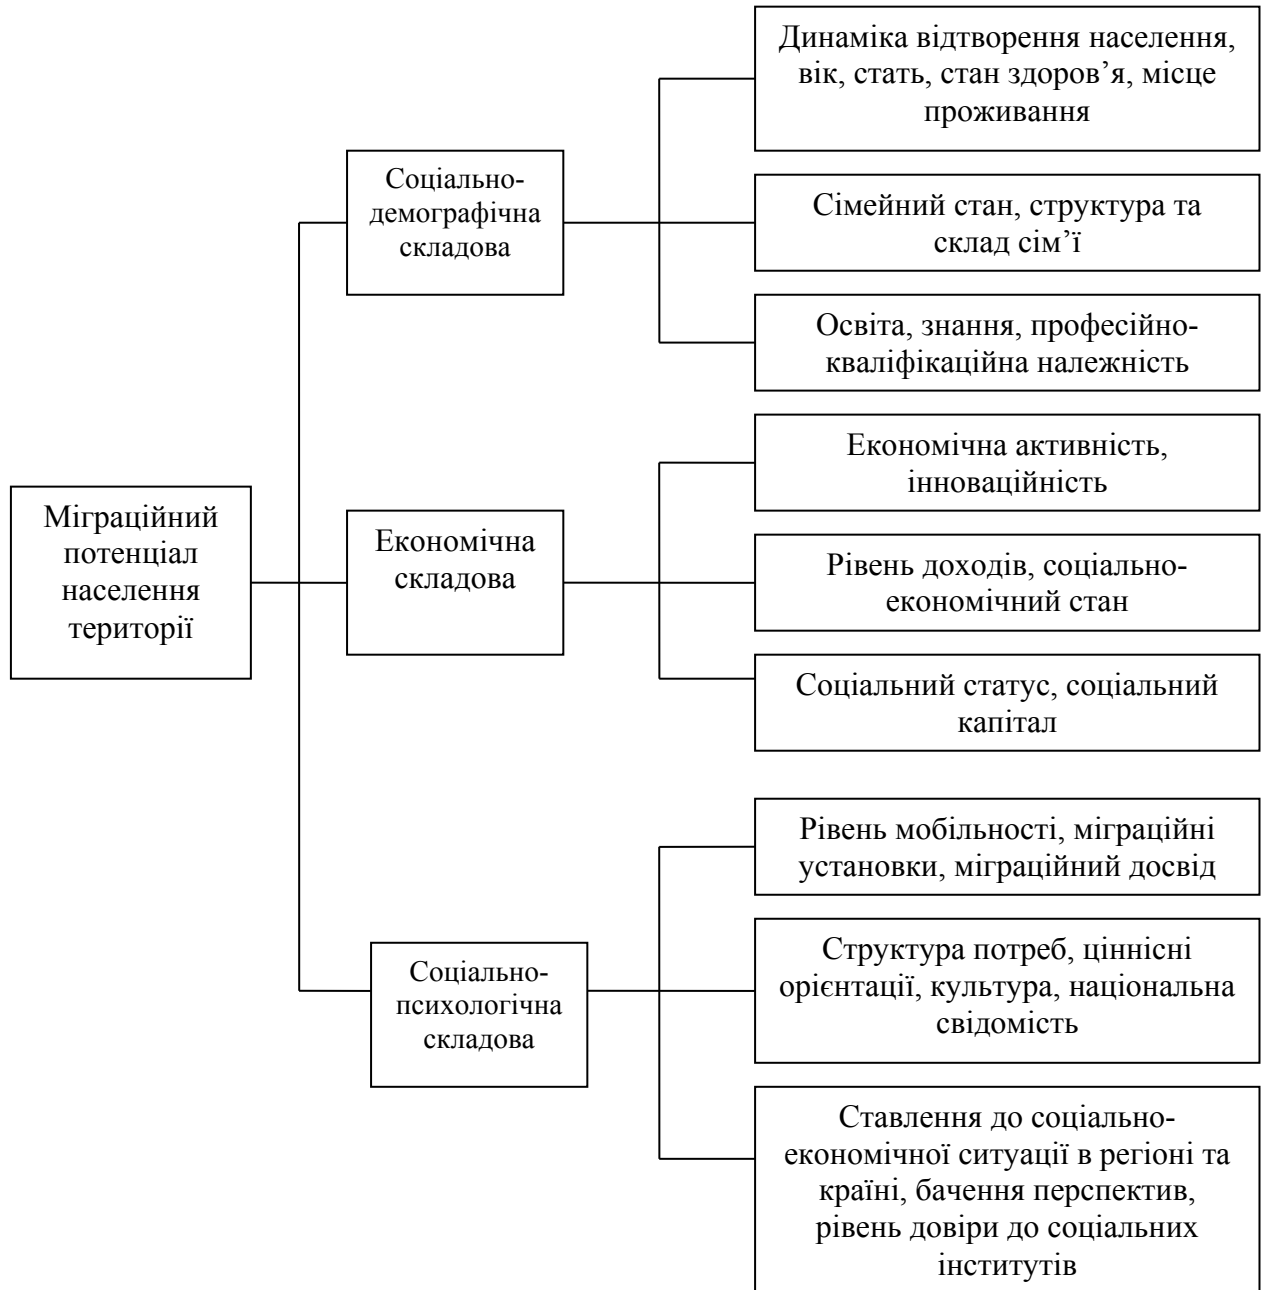 Динаміка відтворення населення,
вік, стать, стан здоров’я, місце
проживання
Соціально-
демографічна
складова
Сімейний стан, структура та
склад сім’ї
Освіта, знання, професійно-
кваліфікаційна належність
Міграційний
потенціал
населення
території
Економічна
складова
Економічна активність,
інноваційність
Рівень доходів, соціально-
економічний стан
Соціальний статус, соціальний
капітал
Соціально-
психологічна
складова
Рівень мобільності, міграційні
установки, міграційний досвід
Структура потреб, ціннісні
орієнтації, культура, національна
свідомість
Ставлення до соціально-
економічної ситуації в регіоні та
країні, бачення перспектив,
рівень довіри до соціальних
інститутів